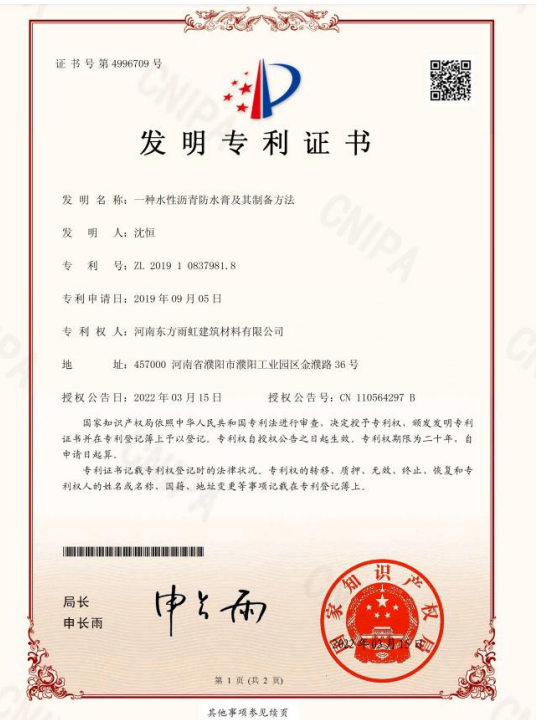 证书号第4996709号
发明专利证书
发明名称：一种水性沥青防水膏及其制备方法
发明人：沈恒
专利号：ZL 2019 1 0837981.8
专利申请日：2019年09月05日
专利权人：河南东方雨虹建筑材料有限公司
地址：457000 河南省濮阳市濮阳工业园区金濮路36号
授权公告日：2022年03月15日 授权公告号：CN 110564297 B
国家知识产权局依照中华人民共和国专利法进行审查，决定授予专利权，颁发发明专利
证书并在专利登记簿上予以登记。专利权自授权公告之日起生效。专利权期限为二十年，自
申请日起算。
专利证书记载专利权登记时的法律状况。专利权的转移、质押、无效、终止、恢复和专
利权人的姓名或名称、国籍、地址变更等事项记载在专利登记簿上。
局长
申长雨
申长雨
国家知识产权局
2022年03月15日
第 1 页 (共 2 页)
其他事项参见续页
CNIPA
CNIPA
CNIPA